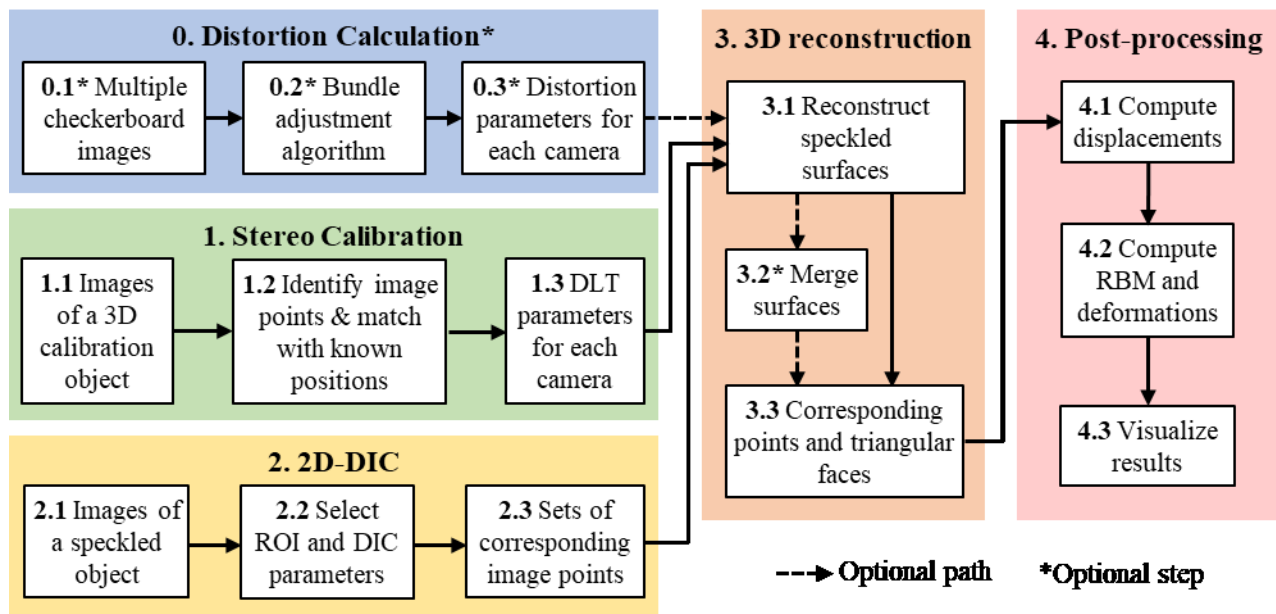 0. Distortion Calculation*
0.1* Multiple
checkerboard
images
0.2* Bundle
adjustment
algorithm
0.3* Distortion
parameters for
each camera
1. Stereo Calibration
1.1 Images
of a 3D
calibration
object
1.2 Identify image
points & match
with known
positions
1.3 DLT
parameters
for each
camera
2. 2D-DIC
2.1 Images of
a speckled
object
2.2 Select
ROI and DIC
parameters
2.3 Sets of
corresponding
image points
3. 3D reconstruction
3.1 Reconstruct
speckled
surfaces
3.2* Merge
surfaces
3.3 Corresponding
points and triangular
faces
4. Post-processing
4.1 Compute
displacements
4.2 Compute
RBM and
deformations
4.3 Visualize
results
Optional path
*Optional step